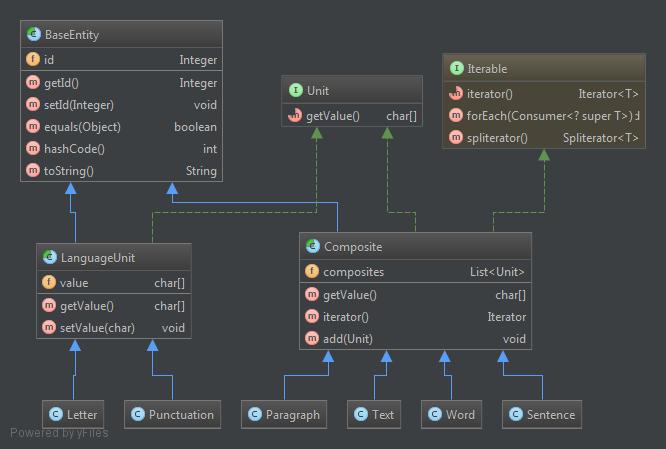 BaseEntity
id Integer
getId() Integer
setId(Integer) void
equals(Object) boolean
hashCode() int
toString() String
Unit
getValue() char[]
Iterable
iterator() Iterator<T>
forEach(Consumer<? super T>)
spliterator() Spliterator<T>
LanguageUnit
value char[]
getValue() char[]
setValue(char) void
Composite
composites List<Unit>
getValue() char[]
iterator() Iterator
add(Unit) void
Letter
Punctuation
Paragraph
Text
Word
Sentence
Powered by yFiles